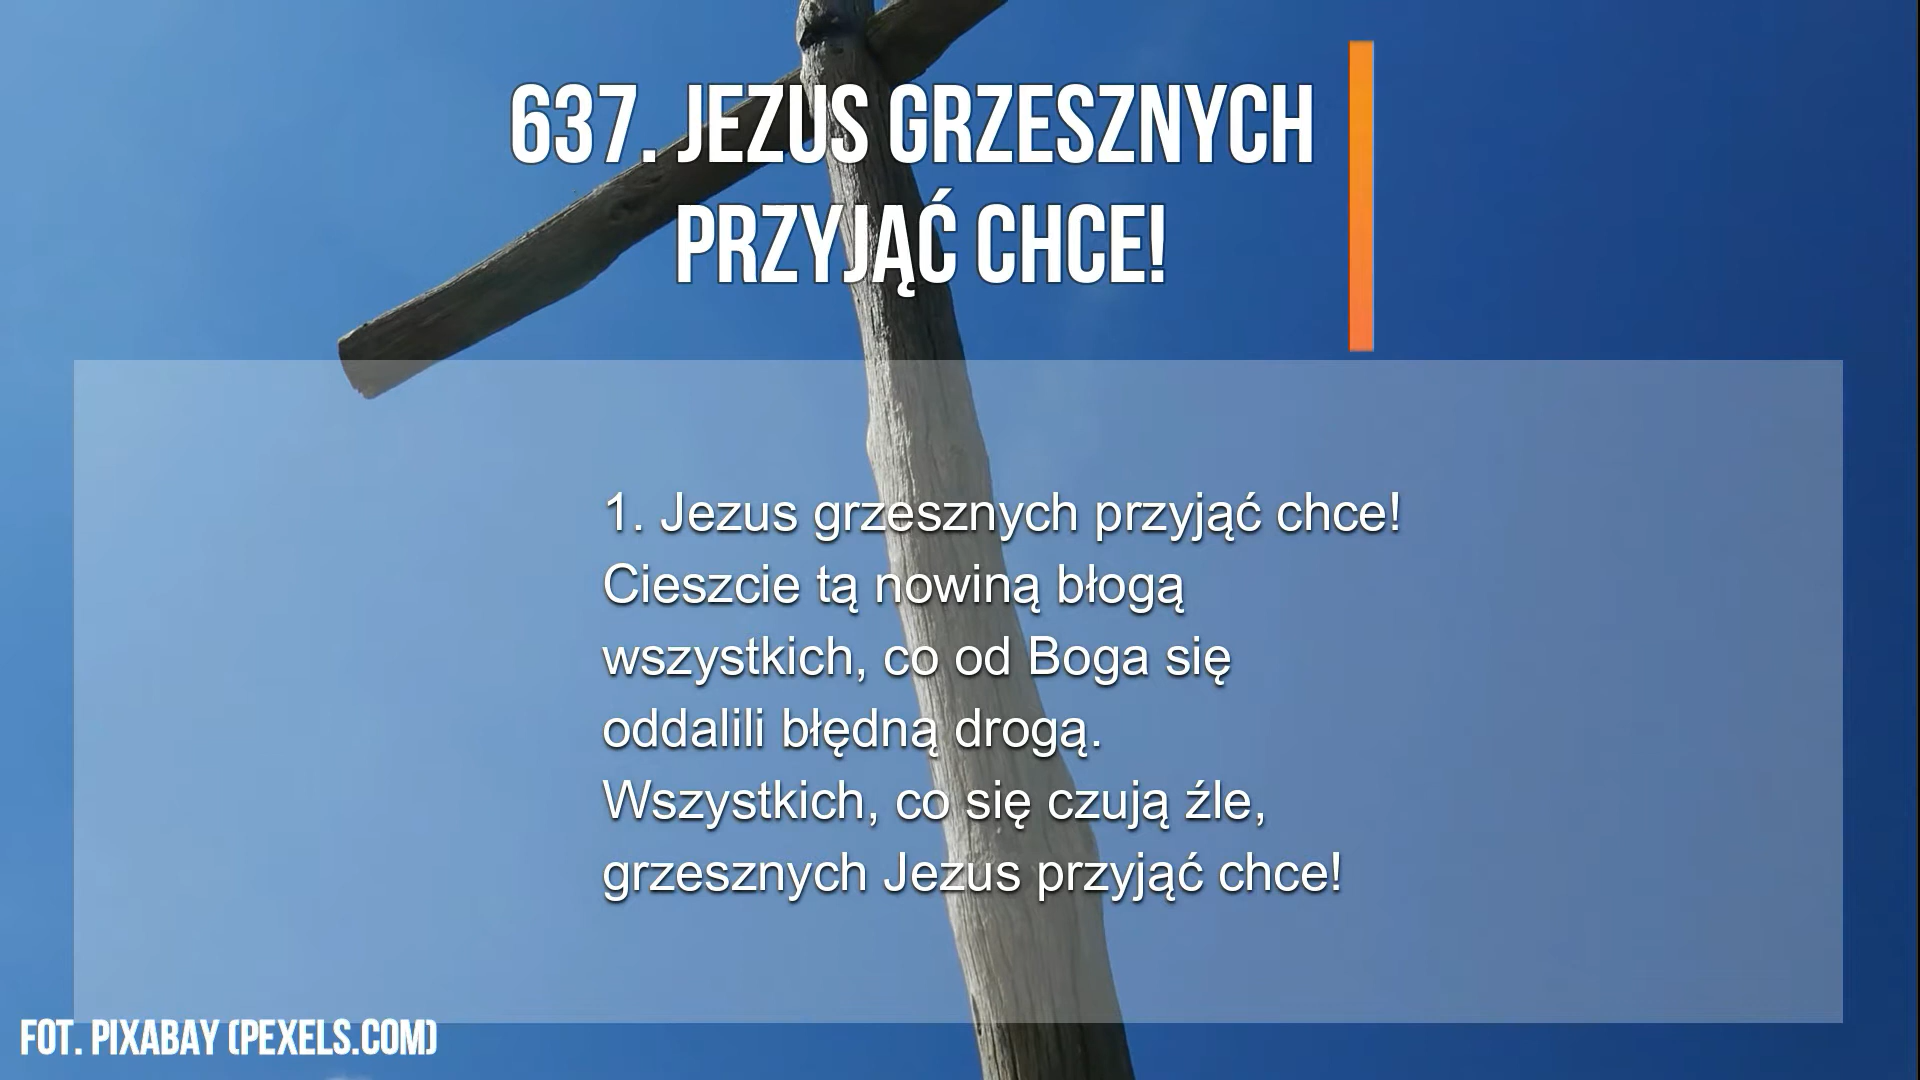 637. JEZUS GRZESZNYCH
PRZYJĄĆ CHCE!
1. Jezus grzesznych przyjąć chce!
Cieszcie tą nowiną błogą
wszystkich, co od Boga się
oddalili błędną drogą.
Wszystkich, co się czują źle,
grzesznych Jezus przyjąć chce!
FOT. PIXABAY (PEXELS.COM)